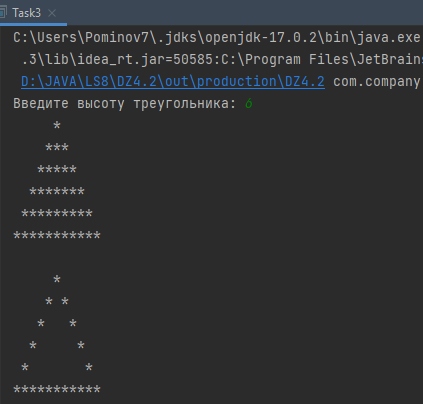 Task3
C:\Users\Pominov7\.jdks\openjdk-17.0.2\bin\java.exe
.3\lib\idea_rt.jar=50585:C:\Program Files\JetBrains
D:\JAVA\LS8\DZ4.2\out\production\DZ4.2 com.company
Введите высоту треугольника: 6
     *
    ***
   *****
  *******
 *********
***********
     *
    * *
   *   *
  *     *
 *       *
***********